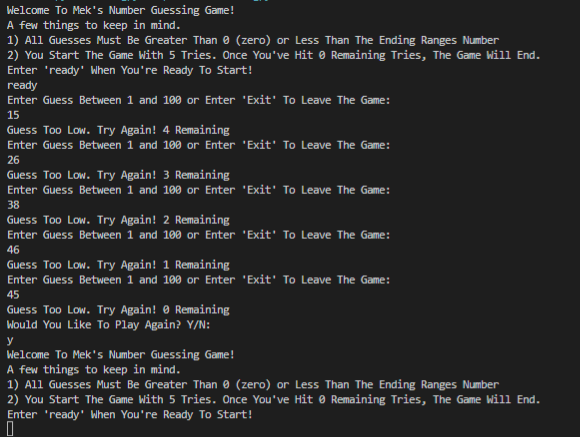 Welcome To Mek's Number Guessing Game!
A few things to keep in mind.
1) All Guesses Must Be Greater Than 0 (zero) or Less Than The Ending Ranges Number
2) You Start The Game With 5 Tries. Once You've Hit 0 Remaining Tries, The Game Will End.
Enter 'ready' When You're Ready To Start!
ready
Enter Guess Between 1 and 100 or Enter 'Exit' To Leave The Game:
15
Guess Too Low. Try Again! 4 Remaining
Enter Guess Between 1 and 100 or Enter 'Exit' To Leave The Game:
26
Guess Too Low. Try Again! 3 Remaining
Enter Guess Between 1 and 100 or Enter 'Exit' To Leave The Game:
38
Guess Too Low. Try Again! 2 Remaining
Enter Guess Between 1 and 100 or Enter 'Exit' To Leave The Game:
46
Guess Too Low. Try Again! 1 Remaining
Enter Guess Between 1 and 100 or Enter 'Exit' To Leave The Game:
45
Guess Too Low. Try Again! 0 Remaining
Would You Like To Play Again? Y/N:
y
Welcome To Mek's Number Guessing Game!
A few things to keep in mind.
1) All Guesses Must Be Greater Than 0 (zero) or Less Than The Ending Ranges Number
2) You Start The Game With 5 Tries. Once You've Hit 0 Remaining Tries, The Game Will End.
Enter 'ready' When You're Ready To Start!